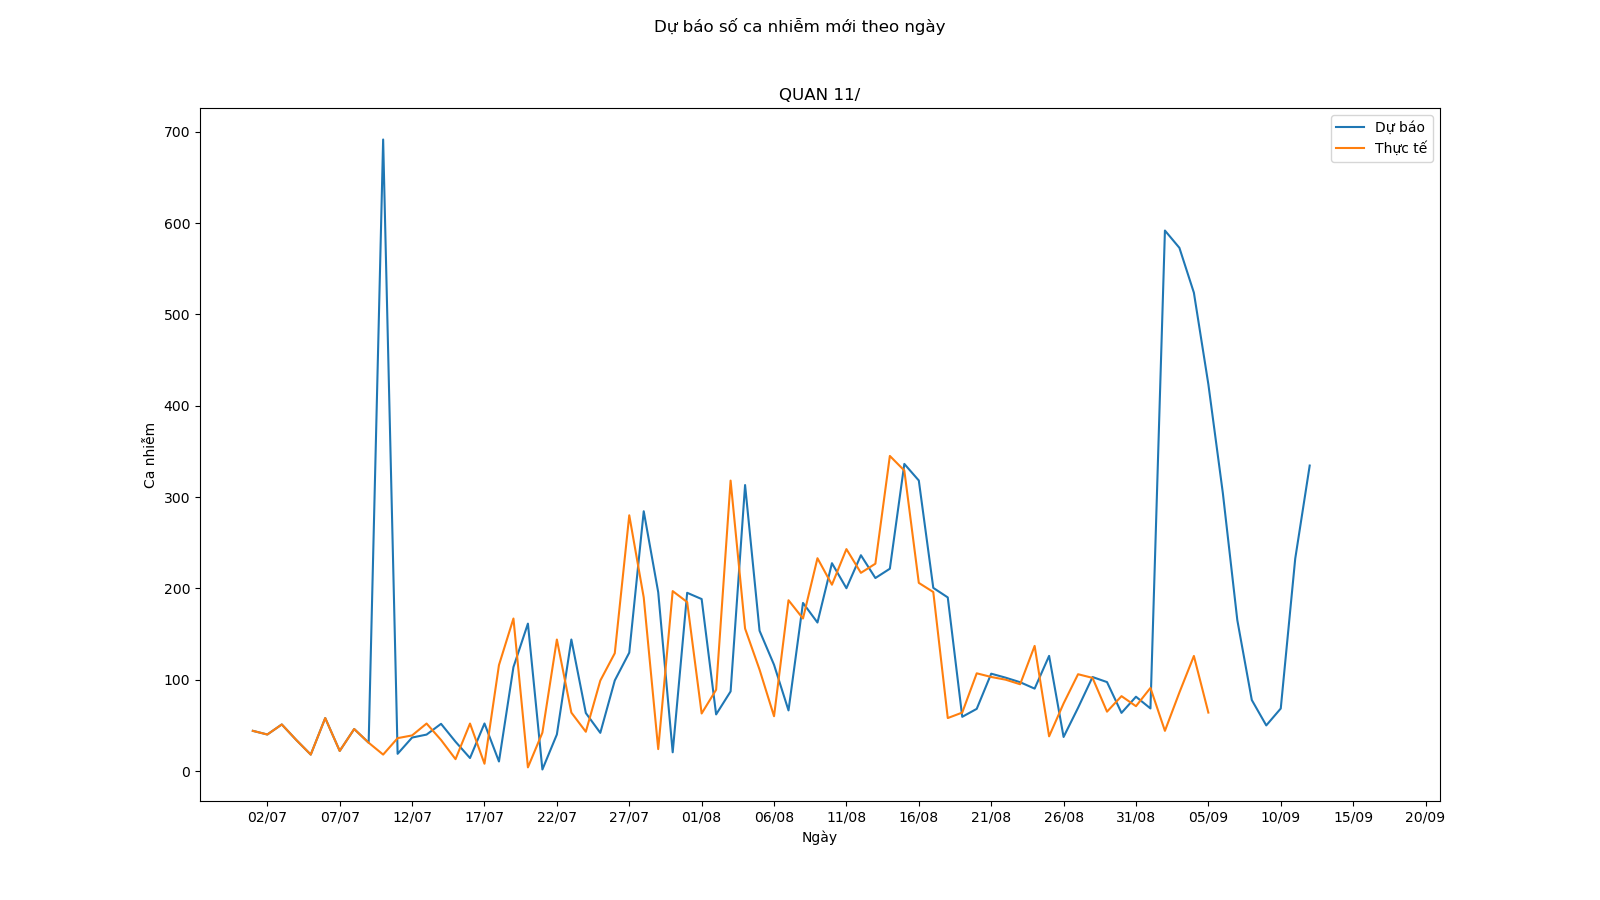 Dự báo số ca nhiễm mới theo ngày
QUAN 11/
Dự báo
Thực tế
Ca nhiễm
700
600
500
400
300
200
100
0
02/07 07/07 12/07 17/07 22/07 27/07 01/08 06/08 11/08 16/08 21/08 26/08 31/08 05/09 10/09 15/09 20/09
Ngày